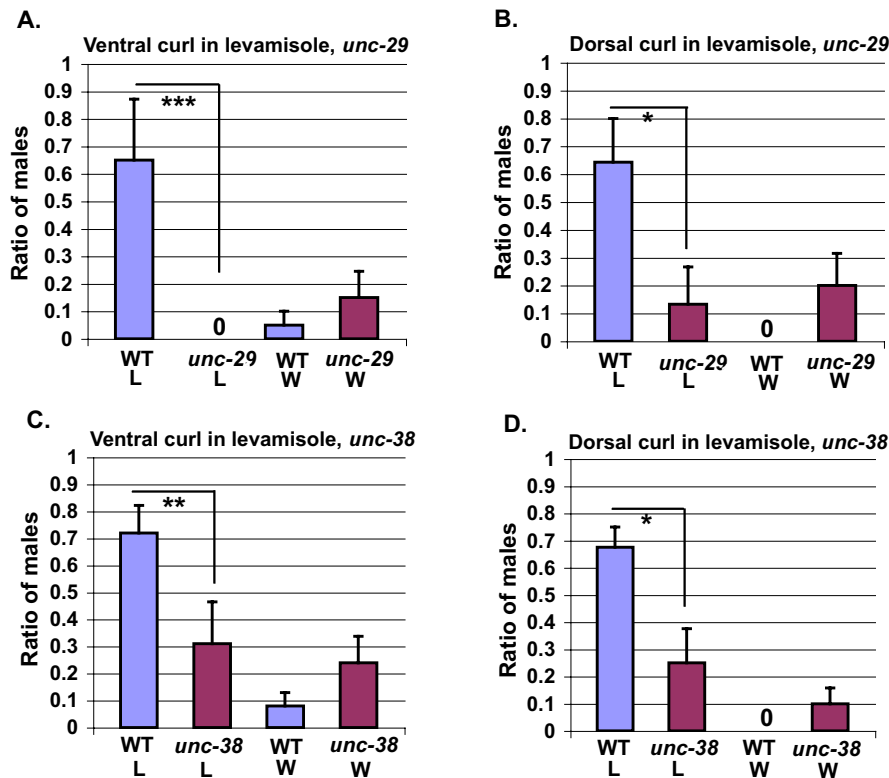 A.
Ventral curl in levamisole, unc-29
Ratio of males
1
0.9
0.8
0.7
0.6
0.5
0.4
0.3
0.2
0.1
0
***
0
WT unc-29 WT unc-29
L L W W
B.
Dorsal curl in levamisole, unc-29
Ratio of males
1
0.9
0.8
0.7
0.6
0.5
0.4
0.3
0.2
0.1
0
*
0
WT unc-29 WT unc-29
L L W W
C.
Ventral curl in levamisole, unc-38
Ratio of males
1
0.9
0.8
0.7
0.6
0.5
0.4
0.3
0.2
0.1
0
**
WT unc-38 WT unc-38
L L W W
D.
Dorsal curl in levamisole, unc-38
Ratio of males
1
0.9
0.8
0.7
0.6
0.5
0.4
0.3
0.2
0.1
0
*
0
WT unc-38 WT unc-38
L L W W